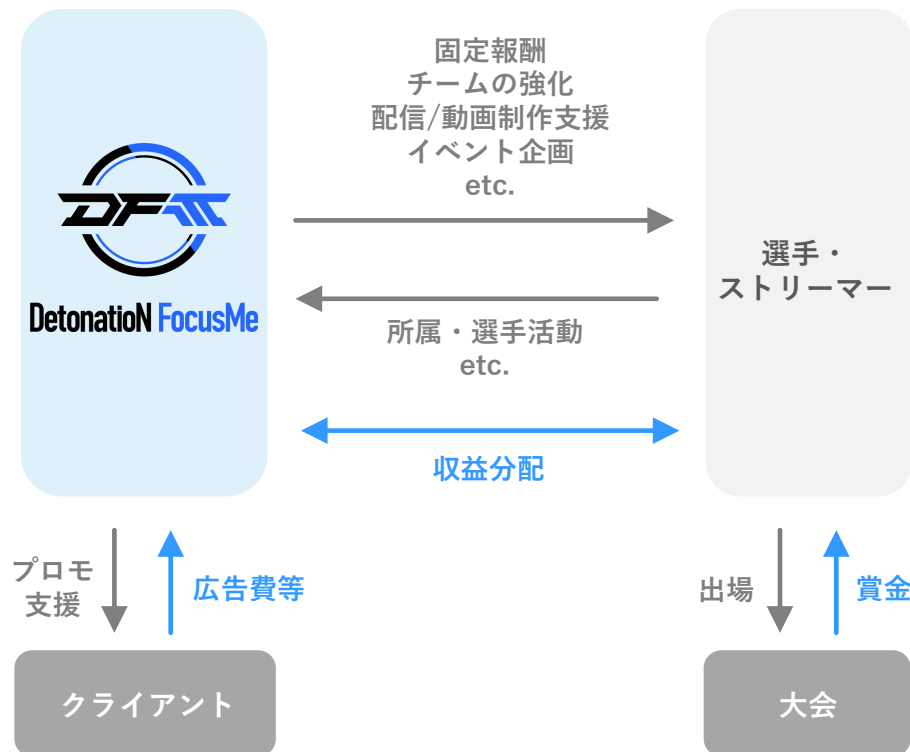 固定報酬
チームの強化
配信/動画制作支援
イベント企画
etc.
DFM
DetonatioN FocusMe
選手・
ストリーマー
所属・選手活動
etc.
収益分配
プロモ
支援
広告費等
出場
賞金
クライアント
大会